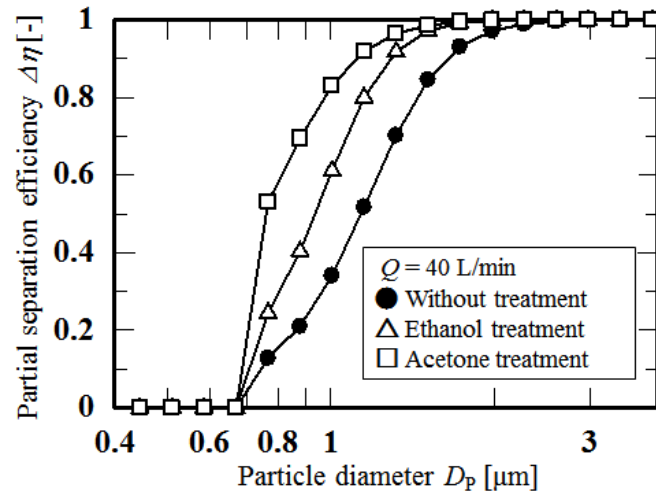 Partial separation efficiency Δη [-]
1
0.8
0.6
0.4
0.2
0
Q = 40 L/min
Without treatment
Ethanol treatment
Acetone treatment
0.4 0.6 0.8 1 3
Particle diameter Dₚ [μm]